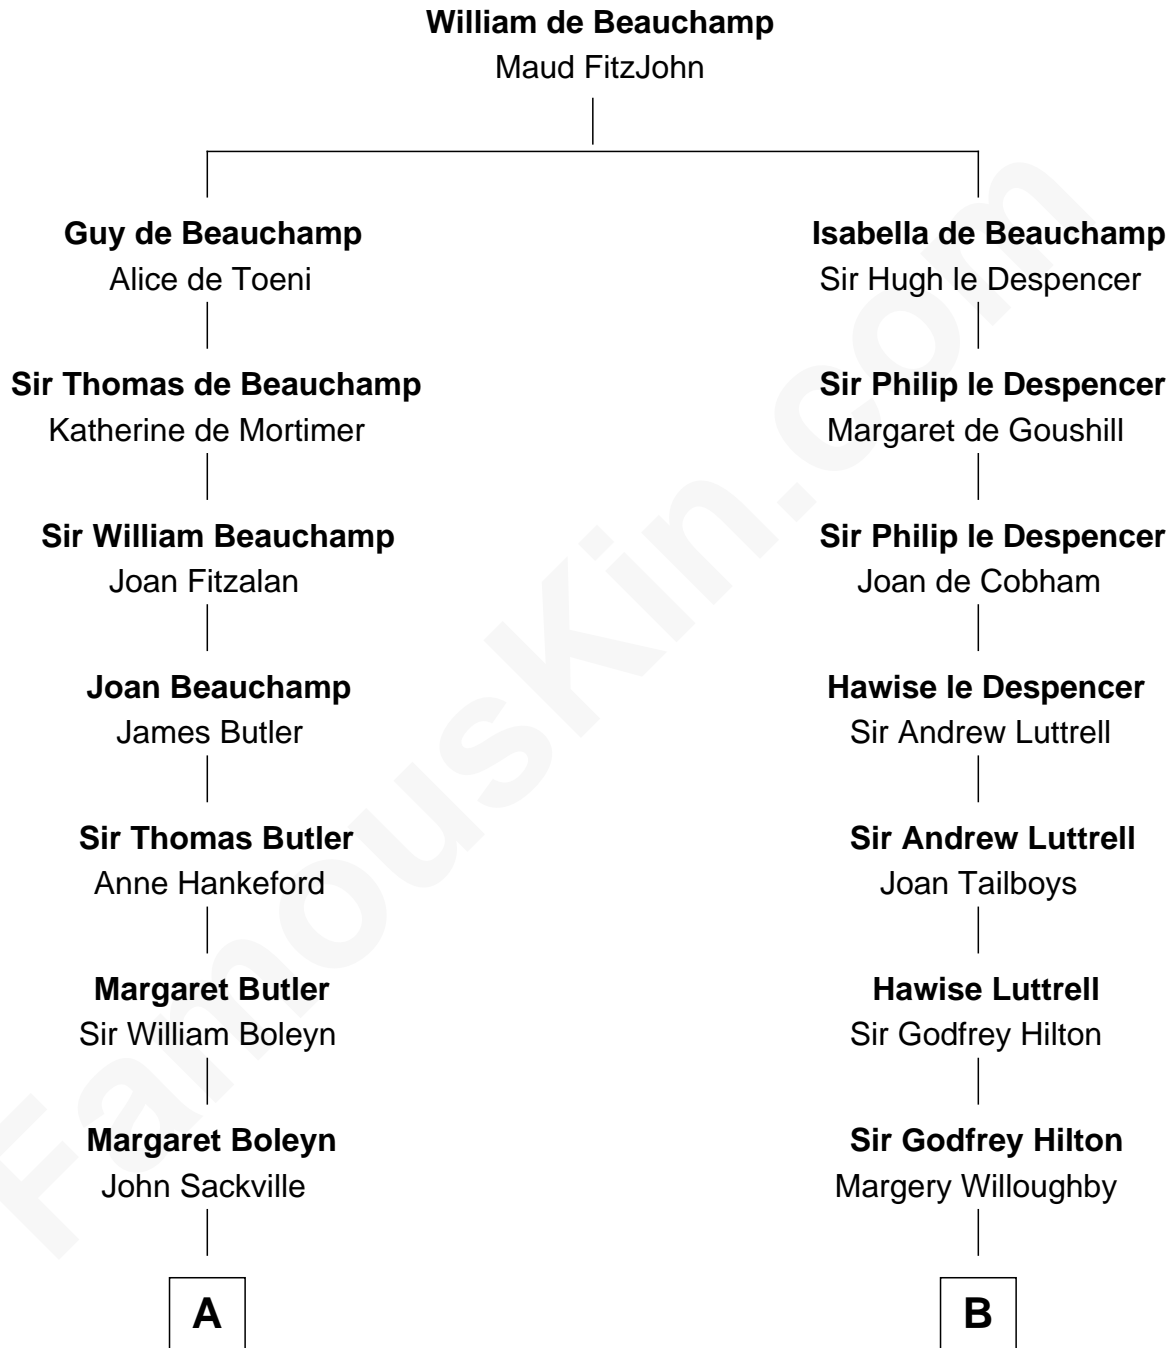 William de Beauchamp
Maud FitzJohn
Guy de Beauchamp
Alice de Toeni
Sir Thomas de Beauchamp
Katherine de Mortimer
Sir William Beauchamp
Joan Fitzalan
Joan Beauchamp
James Butler
Sir Thomas Butler
Anne Hankeford
Margaret Butler
Sir William Boleyn
Margaret Boleyn
John Sackville
A
Isabella de Beauchamp
Sir Hugh le Despencer
Sir Philip le Despencer
Margaret de Goushill
Sir Philip le Despencer
Joan de Cobham
Hawise le Despencer
Sir Andrew Luttrell
Sir Andrew Luttrell
Joan Tailboys
Hawise Luttrell
Sir Godfrey Hilton
Sir Godfrey Hilton
Margery Willoughby
B
FamousKin.com